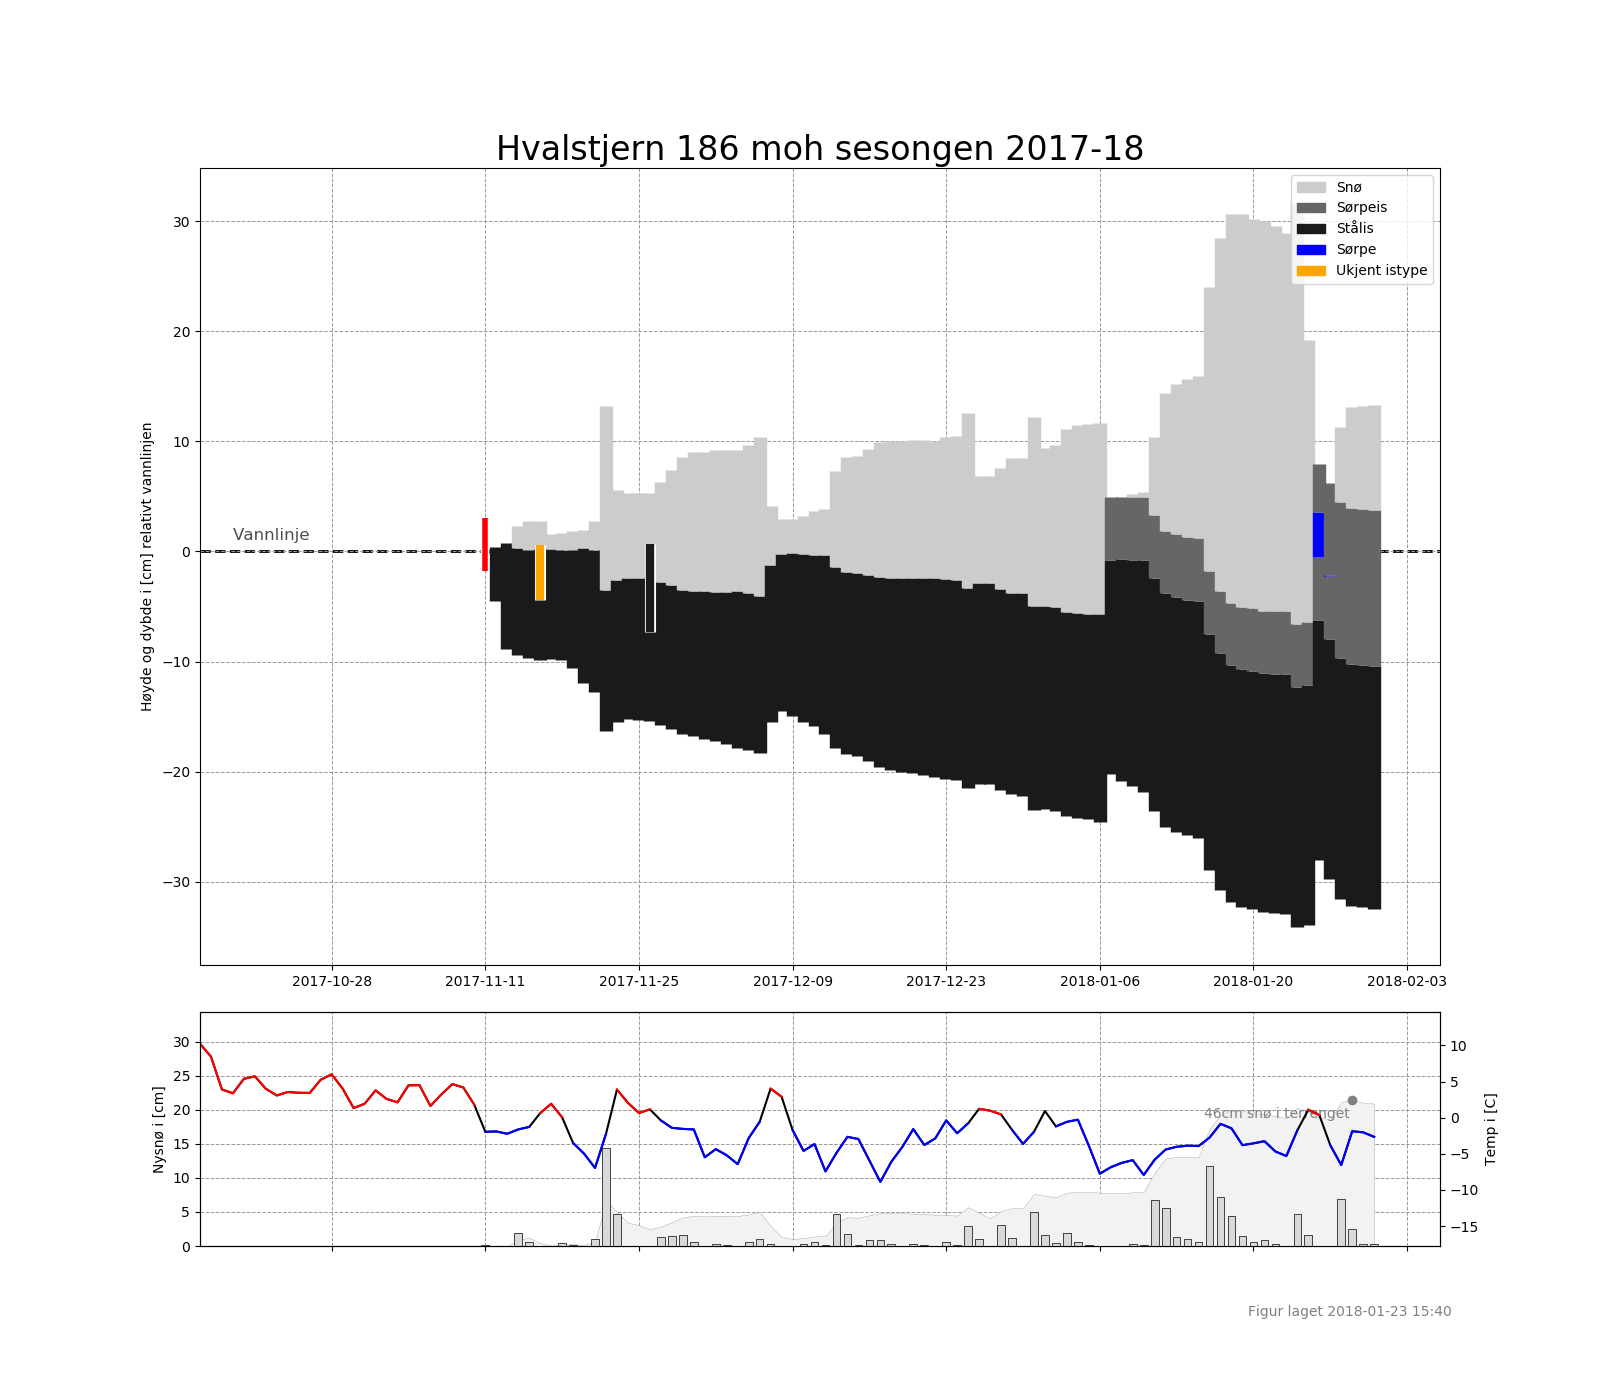 Hvalstjern 186 moh sesongen 2017-18
Høyde og dybde i [cm] relativt vannlinjen
30
20
10
0
−10
−20
−30
Vannlinje
Snø
Sørpeis
Stålis
Sørpe
Ukjent istype
2017-10-28 2017-11-11 2017-11-25 2017-12-09 2017-12-23 2018-01-06 2018-01-20 2018-02-03
Nysnø i [cm]
30
25
20
15
10
5
0
46cm snø i terrenget
10
5
0
−5
−10
−15
Temp i [C]
Figur laget 2018-01-23 15:40